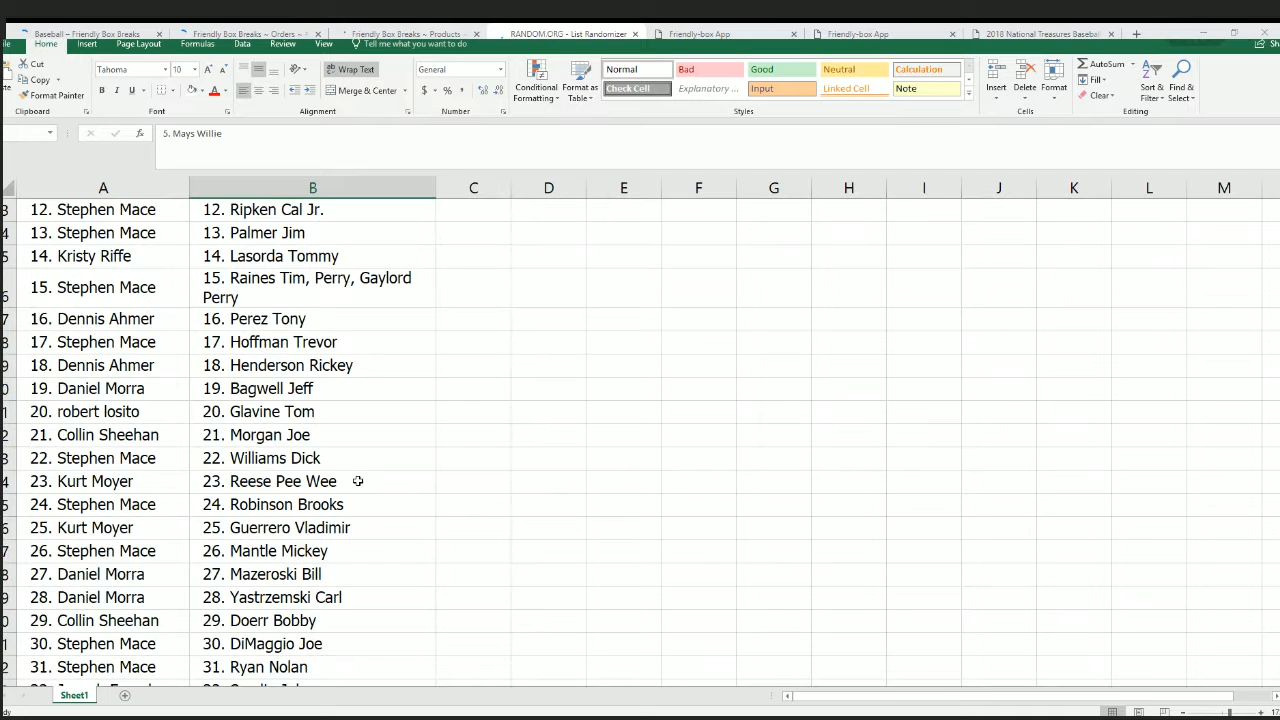 Baseball – Friendly Box Breaks
Friendly Box Breaks ~ Orders ~
Friendly Box Breaks ~ Products ~
RANDOM.ORG - List Randomizer
Friendly-box App
Friendly-box App
2018 National Treasures Baseball
Home Insert Page Layout Formulas Data Review View Tell me what you want to do
Cut
Copy
Format Painter
Clipboard
Tahoma 10
B I U
Font
Wrap Text
Merge & Center
Alignment
General
$ % ,
Number
Conditional Formatting
Format as Table
Normal Bad Good Neutral Calculation
Check Cell Explanatory ... Input Linked Cell Note
Styles
Insert Delete Format
Cells
AutoSum
Fill
Clear
Sort & Filter
Find & Select
Editing
fx 5. Mays Willie
A B C D E F G H I J K L M
12. Stephen Mace 12. Ripken Cal Jr.
13. Stephen Mace 13. Palmer Jim
14. Kristy Riffe 14. Lasorda Tommy
15. Stephen Mace 15. Raines Tim, Perry, Gaylord
Perry
16. Dennis Ahmer 16. Perez Tony
17. Stephen Mace 17. Hoffman Trevor
18. Dennis Ahmer 18. Henderson Rickey
19. Daniel Morra 19. Bagwell Jeff
20. robert losito 20. Glavine Tom
21. Collin Sheehan 21. Morgan Joe
22. Stephen Mace 22. Williams Dick
23. Kurt Moyer 23. Reese Pee Wee
24. Stephen Mace 24. Robinson Brooks
25. Kurt Moyer 25. Guerrero Vladimir
26. Stephen Mace 26. Mantle Mickey
27. Daniel Morra 27. Mazeroski Bill
28. Daniel Morra 28. Yastrzemski Carl
29. Collin Sheehan 29. Doerr Bobby
30. Stephen Mace 30. DiMaggio Joe
31. Stephen Mace 31. Ryan Nolan
Sheet1